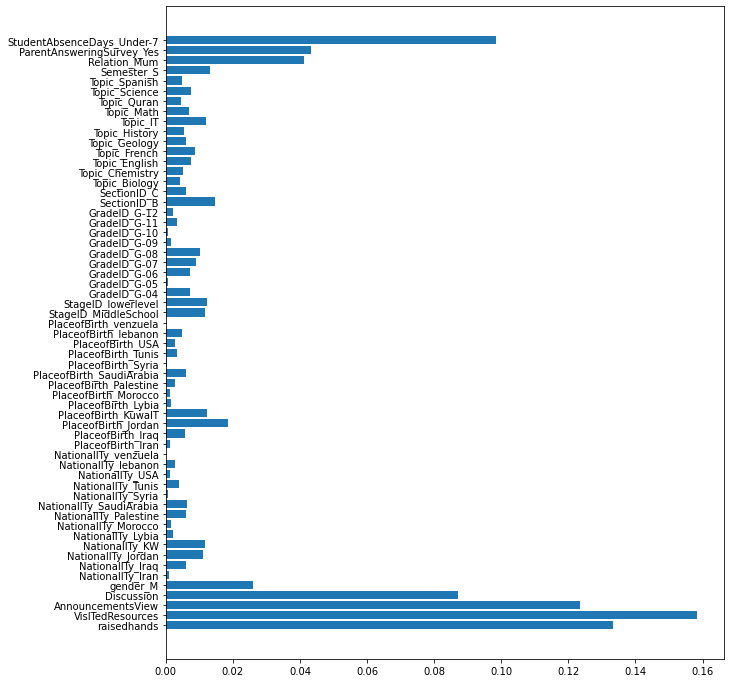 StudentAbsenceDays_Under-7
ParentAnsweringSurvey_Yes
Relation_Mum
Semester_S
Topic_Spanish
Topic_Science
Topic_Quran
Topic_Math
Topic_IT
Topic_History
Topic_Geology
Topic_French
Topic_English
Topic_Chemistry
Topic_Biology
SectionID_C
SectionID_B
GradeID_G-12
GradeID_G-11
GradeID_G-10
GradeID_G-09
GradeID_G-08
GradeID_G-07
GradeID_G-06
GradeID_G-05
GradeID_G-04
StageID_lowerlevel
StageID_MiddleSchool
PlaceofBirth_venzuela
PlaceofBirth_lebanon
PlaceofBirth_USA
PlaceofBirth_Tunis
PlaceofBirth_Syria
PlaceofBirth_SaudiArabia
PlaceofBirth_Palestine
PlaceofBirth_Morocco
PlaceofBirth_Lybia
PlaceofBirth_KuwaIT
PlaceofBirth_Jordan
PlaceofBirth_Iraq
PlaceofBirth_Iran
NationalITy_venzuela
NationalITy_lebanon
NationalITy_USA
NationalITy_Tunis
NationalITy_Syria
NationalITy_SaudiArabia
NationalITy_Palestine
NationalITy_Morocco
NationalITy_Lybia
NationalITy_KW
NationalITy_Jordan
NationalITy_Iraq
NationalITy_Iran
gender_M
Discussion
AnnouncementsView
VisITedResources
raisedhands
0.00 0.02 0.04 0.06 0.08 0.10 0.12 0.14 0.16